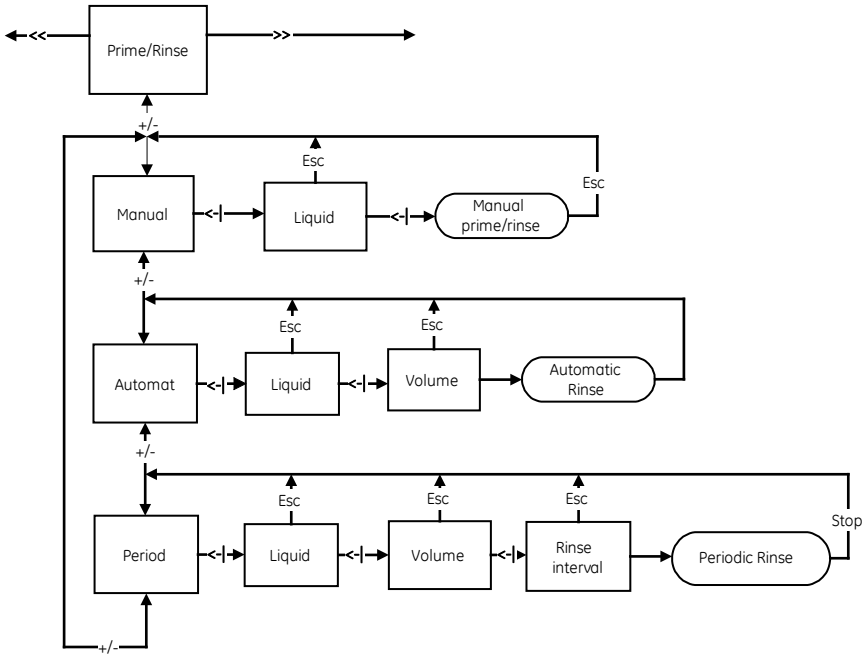 <<
Prime/Rinse
>>
+/-
Esc
Esc
Manual
<-|
Liquid
<-|
Manual
prime/rinse
+/-
Esc
Esc
Automat
<-|
Liquid
<-|
Volume
Automatic
Rinse
+/-
Esc
Esc
Esc
Stop
Period
<-|
Liquid
<-|
Volume
<-|
Rinse
interval
Periodic Rinse
+/-